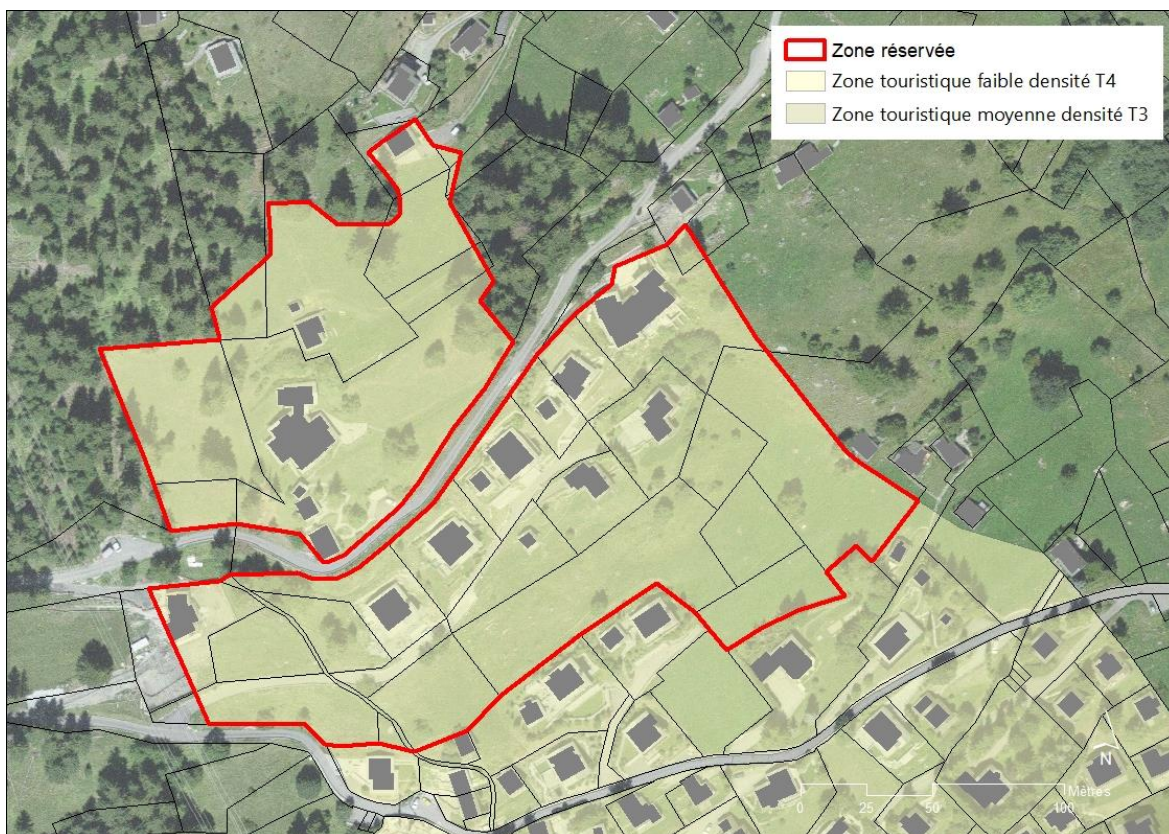 Zone réservée
Zone touristique faible densité T4
Zone touristique moyenne densité T3
N
Mètres
0 25 50 100